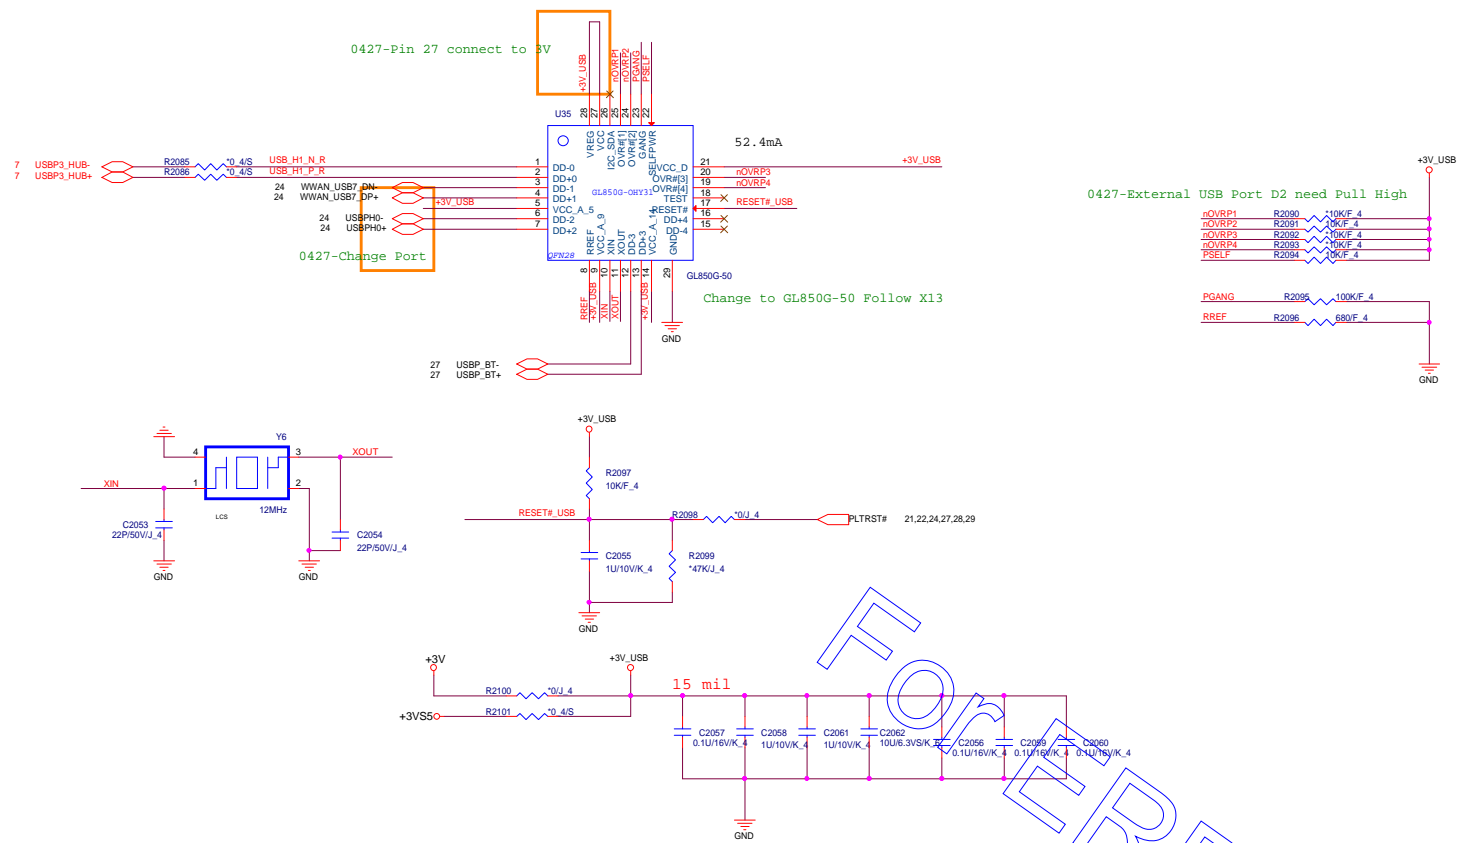 0427-Pin 27 connect to 3V
+3V_USB
nOVRP1
nOVRP2
PGANG
PSELF
U35
28
27
26
25
24
23
22
VREG
VCC
I2C_SDA
OVR#[1]
OVR#[2]
GANG
SELFPWR
52.4mA
7 USBP3_HUB- R2085 *0_4/S USB_H1_N_R 1 DD-0
7 USBP3_HUB+ R2086 *0_4/S USB_H1_P_R 2 DD+0
24 WWAN_USB7_DN- 3 DD-1
24 WWAN_USB7_DP+ 4 DD+1
+3V_USB 5 VCC_A_5
24 USBPH0- 6 DD-2
24 USBPH0+ 7 DD+2
GL850G-OHY31
VCC_D 21 +3V_USB
OVR#[3] 20 nOVRP3
OVR#[4] 19 nOVRP4
TEST 18
RESET# 17 RESET#_USB
DD+4 16
DD-4 15
0427-Change Port
QFN28
RREF
VCC_A_9
XIN
XOUT
DD-3
DD+3
VCC_A_14
GND
8
9
10
11
12
13
14
29
GL850G-50
RREF
+3V_USB
XIN
XOUT
+3V_USB
GND
Change to GL850G-50 Follow X13
27 USBP_BT-
27 USBP_BT+
+3V_USB
0427-External USB Port D2 need Pull High
nOVRP1 R2090 *10K/F_4
nOVRP2 R2091 10K/F_4
nOVRP3 R2092 *10K/F_4
nOVRP4 R2093 *10K/F_4
PSELF R2094 10K/F_4
PGANG R2095 100K/F_4
RREF R2096 680/F_4
GND
Y6
4
3 XOUT
XIN 1
2
LCS
12MHz
C2053
22P/50V/J_4
C2054
22P/50V/J_4
GND
GND
+3V_USB
R2097
10K/F_4
RESET#_USB R2098 *0/J_4 PLTRST# 21,22,24,27,28,29
C2055
1U/10V/K_4
R2099
*47K/J_4
GND
+3V
+3V_USB
15 mil
R2100 *0/J_4
+3VS5 R2101 *0_4/S
C2057
0.1U/16V/K_4
C2058
1U/10V/K_4
C2061
1U/10V/K_4
C2062
C2056
0.1U/16V/K_4
C2059
0.1U/16V/K_4
C2060
0.1U/16V/K_4
GND
For